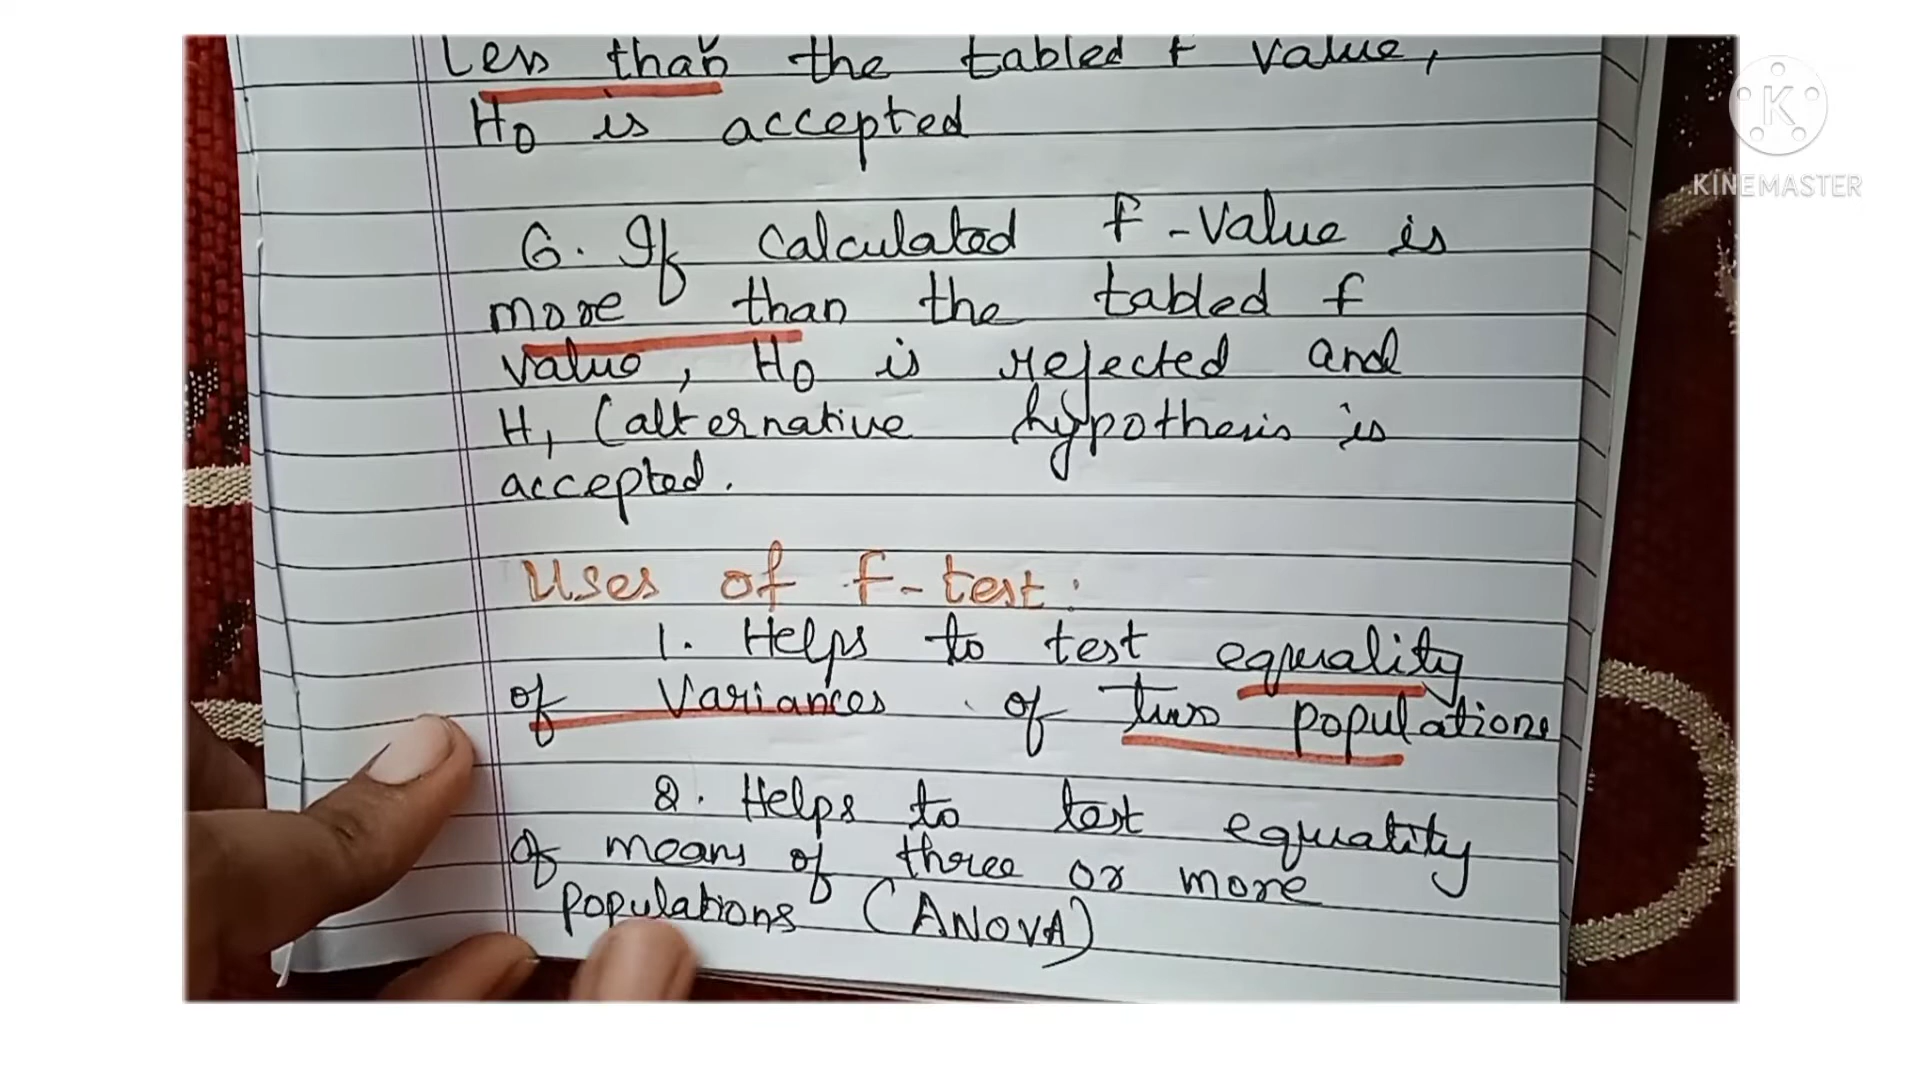 Less than the tabled f value,
H0 is accepted
6. If calculated f-value is
more than the tabled f
value, H0 is rejected and
H1 (alternative hypothesis is
accepted.
Uses of f-test:
1. Helps to test equality
of variances of two populations
2. Helps to test equality
of means of three or more
populations (ANOVA)
K
KINEMASTER